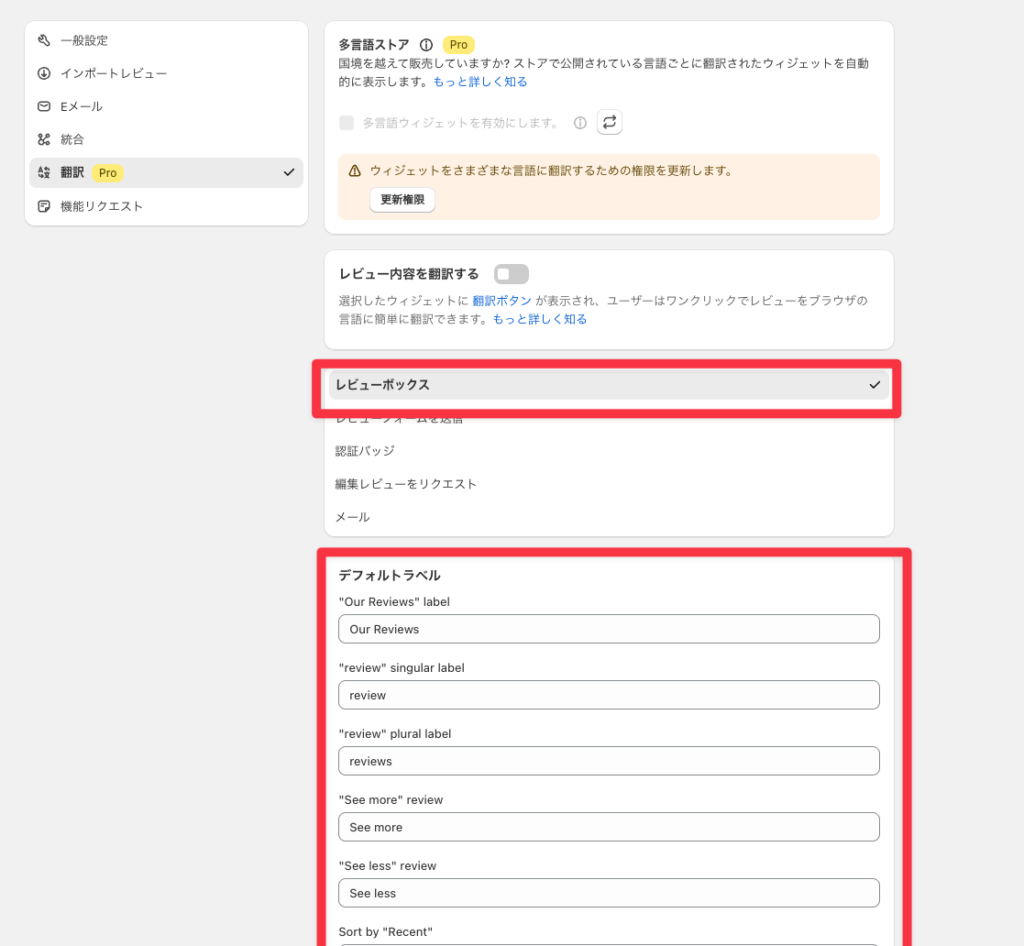 一般設定
インポートレビュー
Eメール
統合
翻訳 Pro
機能リクエスト
多言語ストア Pro
国境を越えて販売していますか? ストアで公開されている言語ごとに翻訳されたウィジェットを自動
的に表示します。もっと詳しく知る
多言語ウィジェットを有効にします。
ウィジェットをさまざまな言語に翻訳するための権限を更新します。
更新権限
レビュー内容を翻訳する
選択したウィジェットに 翻訳ボタン が表示され、ユーザーはワンクリックでレビューをブラウザの
言語に簡単に翻訳できます。もっと詳しく知る
レビューボックス
レビューフォームを送信
認証バッジ
編集レビューをリクエスト
メール
デフォルトラベル
"Our Reviews" label
Our Reviews
"review" singular label
review
"review" plural label
reviews
"See more" review
See more
"See less" review
See less
Sort by "Recent"